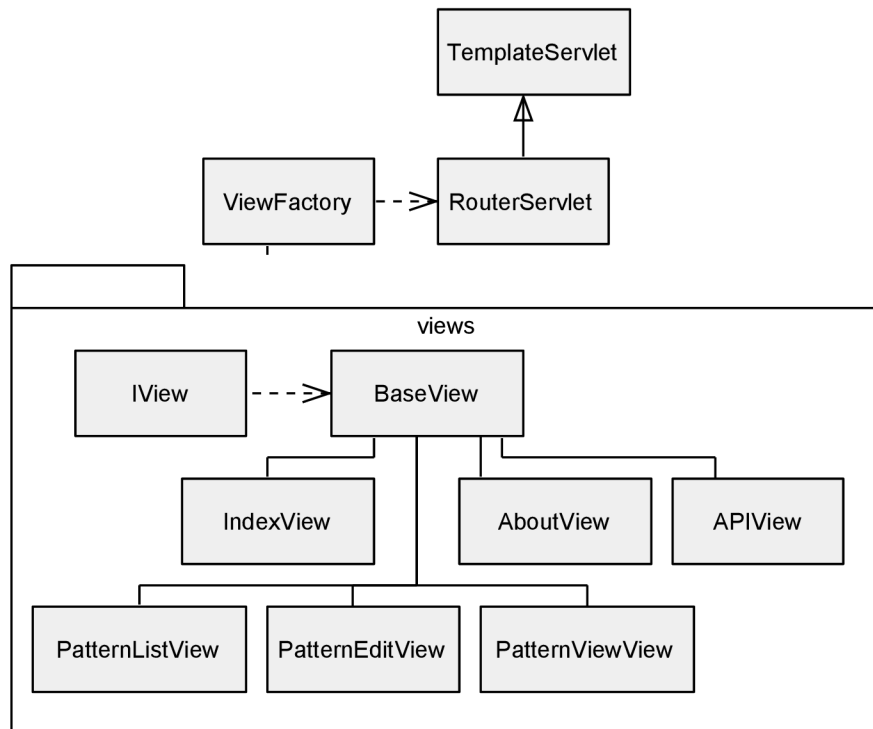 TemplateServlet
ViewFactory
RouterServlet
views
IView
BaseView
IndexView
AboutView
APIView
PatternListView
PatternEditView
PatternViewView